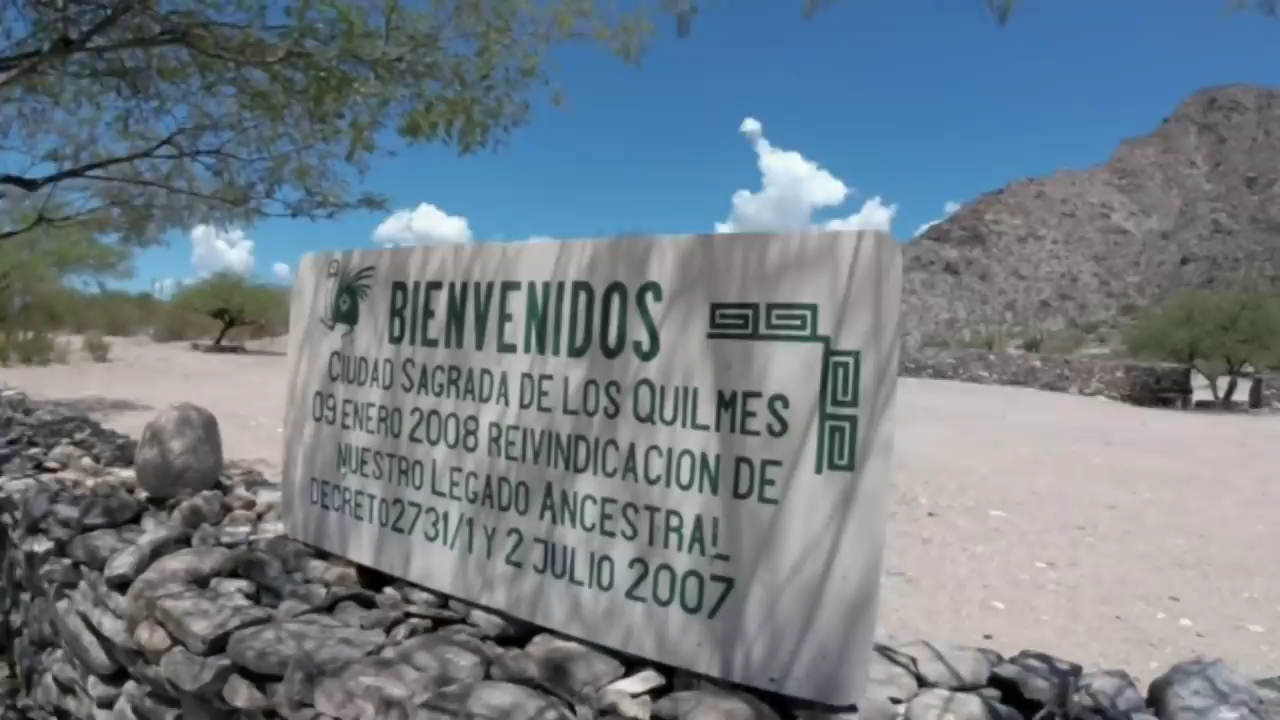 BIENVENIDOS
CIUDAD SAGRADA DE LOS QUILMES
09 ENERO 2008 REIVINDICACION DE
NUESTRO LEGADO ANCESTRAL
DECRETO2731/1 Y 2 JULIO 2007